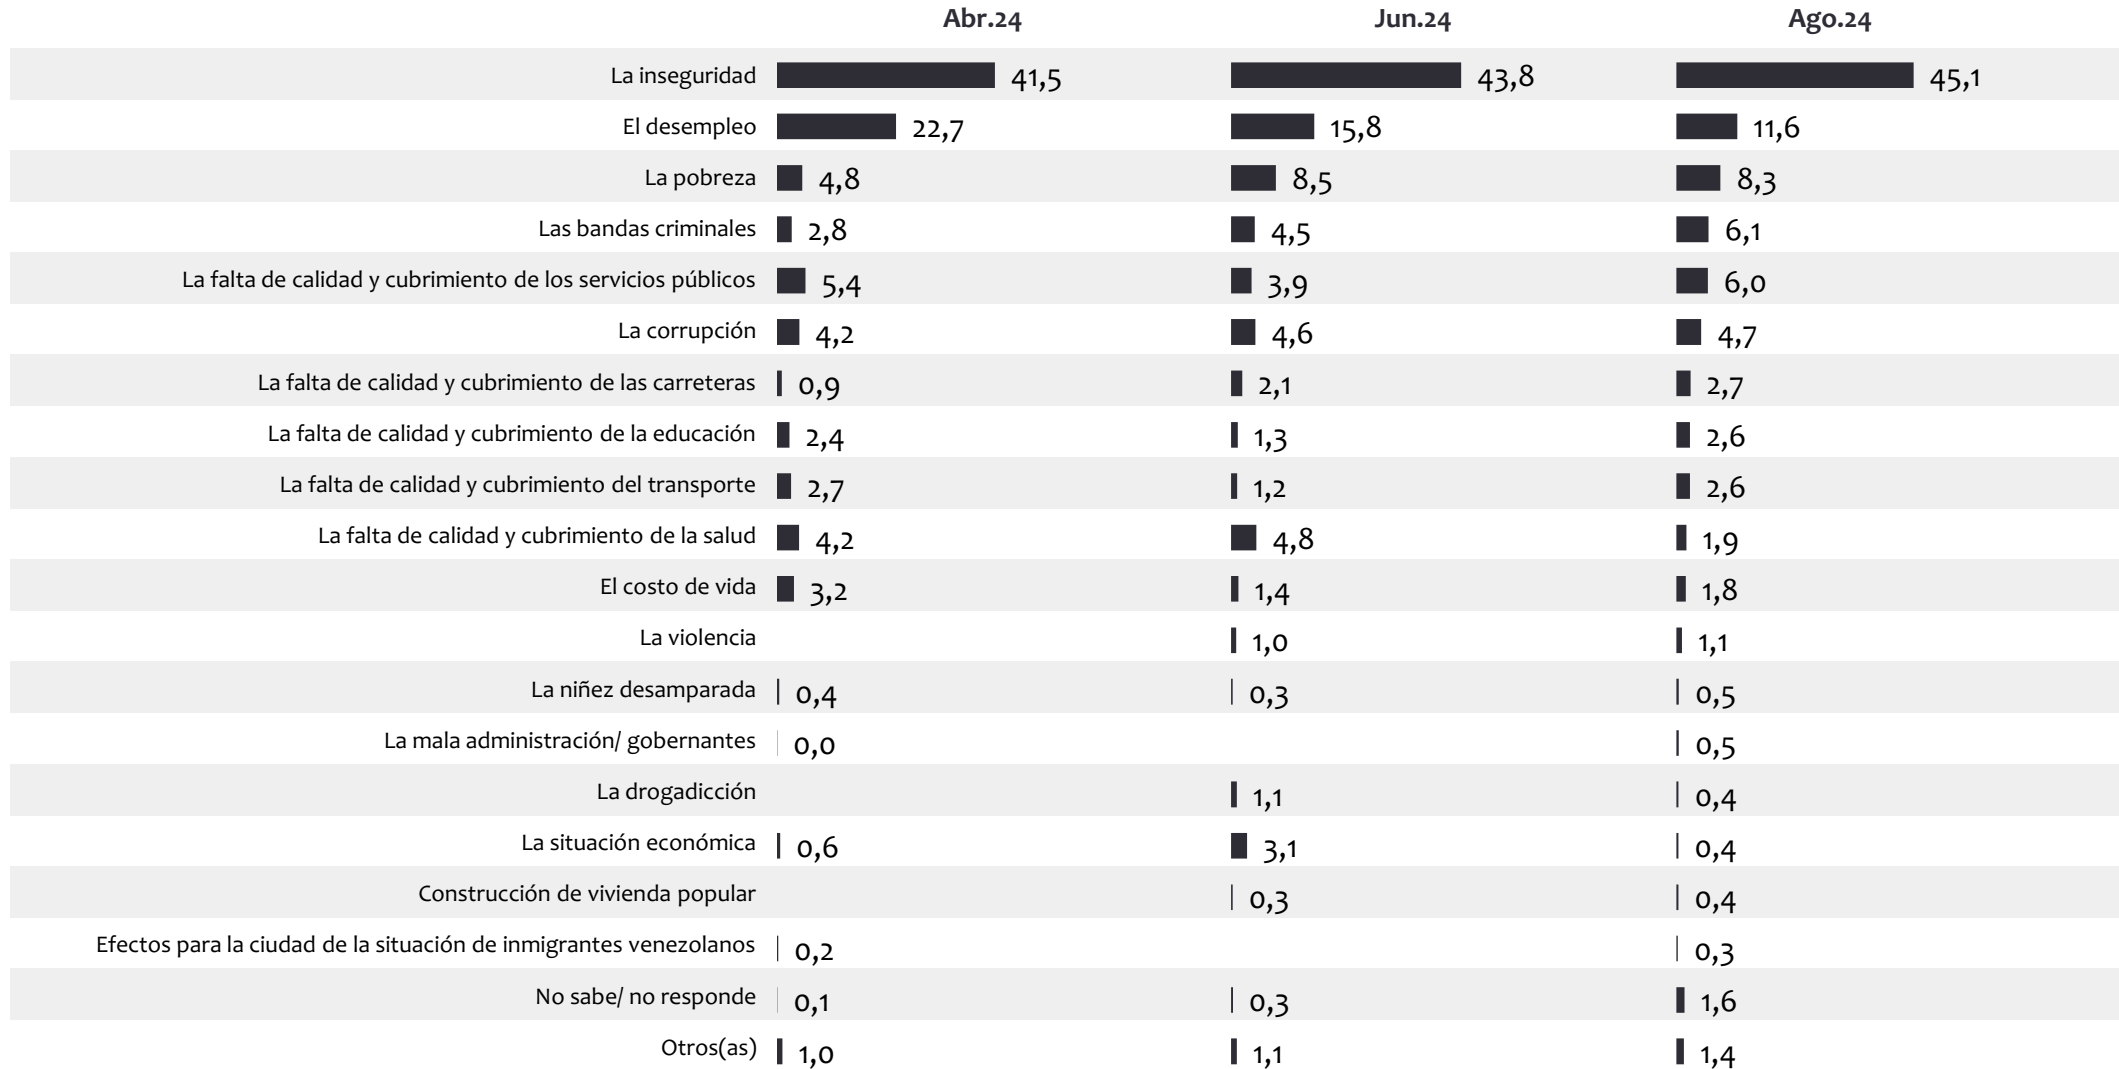 Abr.24 Jun.24 Ago.24
La inseguridad 41,5 43,8 45,1
El desempleo 22,7 15,8 11,6
La pobreza 4,8 8,5 8,3
Las bandas criminales 2,8 4,5 6,1
La falta de calidad y cubrimiento de los servicios públicos 5,4 3,9 6,0
La corrupción 4,2 4,6 4,7
La falta de calidad y cubrimiento de las carreteras 0,9 2,1 2,7
La falta de calidad y cubrimiento de la educación 2,4 1,3 2,6
La falta de calidad y cubrimiento del transporte 2,7 1,2 2,6
La falta de calidad y cubrimiento de la salud 4,2 4,8 1,9
El costo de vida 3,2 1,4 1,8
La violencia 1,0 1,1
La niñez desamparada 0,4 0,3 0,5
La mala administración/ gobernantes 0,0 0,5
La drogadicción 1,1 0,4
La situación económica 0,6 3,1 0,4
Construcción de vivienda popular 0,3 0,4
Efectos para la ciudad de la situación de inmigrantes venezolanos 0,2 0,3
No sabe/ no responde 0,1 0,3 1,6
Otros(as) 1,0 1,1 1,4